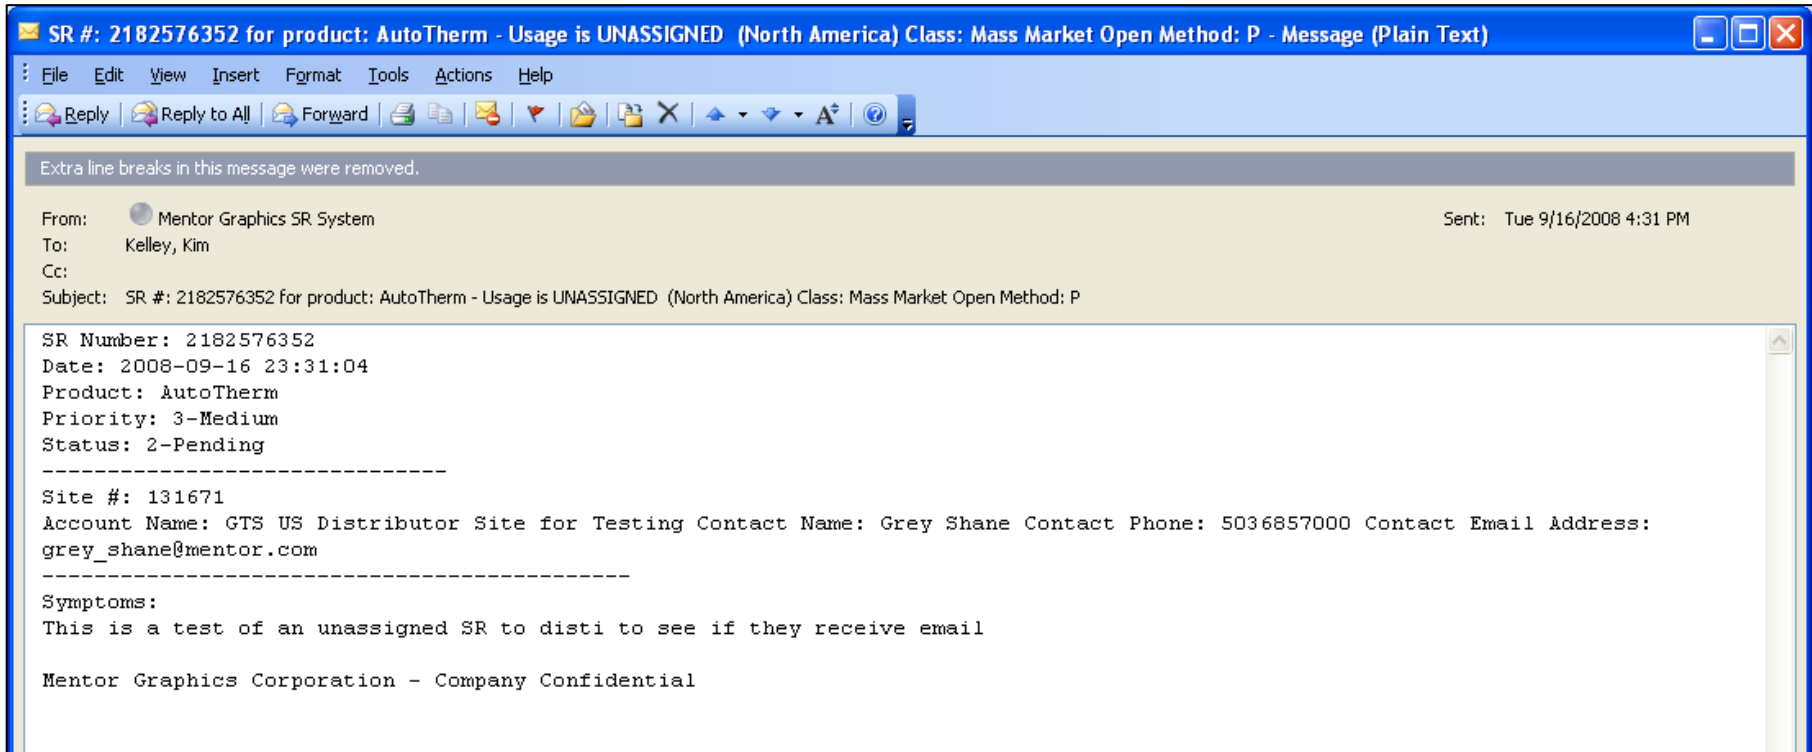 SR #: 2182576352 for product: AutoTherm - Usage is UNASSIGNED  (North America) Class: Mass Market Open Method: P - Message (Plain Text)
File Edit View Insert Format Tools Actions Help
Reply Reply to All Forward
Extra line breaks in this message were removed.
From: Mentor Graphics SR System Sent: Tue 9/16/2008 4:31 PM
To: Kelley, Kim
Cc:
Subject: SR #: 2182576352 for product: AutoTherm - Usage is UNASSIGNED  (North America) Class: Mass Market Open Method: P
SR Number: 2182576352
Date: 2008-09-16 23:31:04
Product: AutoTherm
Priority: 3-Medium
Status: 2-Pending
-------------------------------
Site #: 131671
Account Name: GTS US Distributor Site for Testing Contact Name: Grey Shane Contact Phone: 5036857000 Contact Email Address:
grey_shane@mentor.com
---------------------------------------------
Symptoms:
This is a test of an unassigned SR to disti to see if they receive email
Mentor Graphics Corporation - Company Confidential